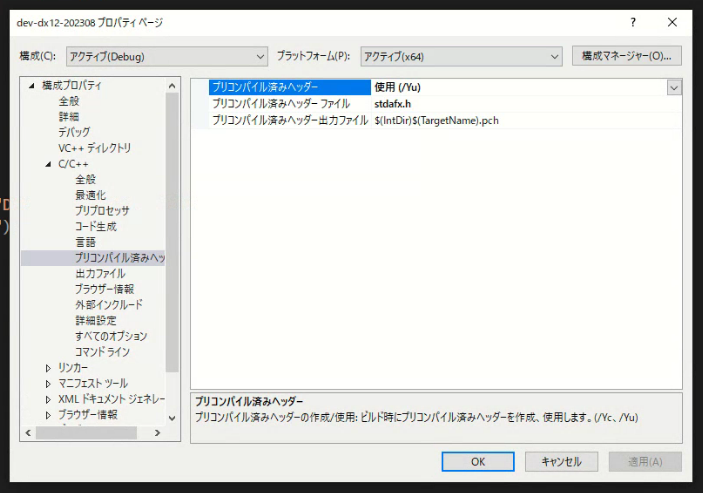 dev-dx12-202308 プロパティ ページ
? ×
構成(C): アクティブ(Debug) プラットフォーム(P): アクティブ(x64) 構成マネージャー(O)...
構成プロパティ
全般
詳細
デバッグ
VC++ ディレクトリ
C/C++
全般
最適化
プリプロセッサ
コード生成
言語
プリコンパイル済みヘッ
出力ファイル
ブラウザー情報
外部インクルード
詳細設定
すべてのオプション
コマンド ライン
リンカー
マニフェスト ツール
XML ドキュメント ジェネレー
ブラウザー情報
プリコンパイル済みヘッダー 使用 (/Yu)
プリコンパイル済みヘッダー ファイル stdafx.h
プリコンパイル済みヘッダー出力ファイル $(IntDir)$(TargetName).pch
プリコンパイル済みヘッダー
プリコンパイル済みヘッダーの作成/使用: ビルド時にプリコンパイル済みヘッダーを作成、使用します。(/Yc、/Yu)
OK キャンセル 適用(A)
"D
")